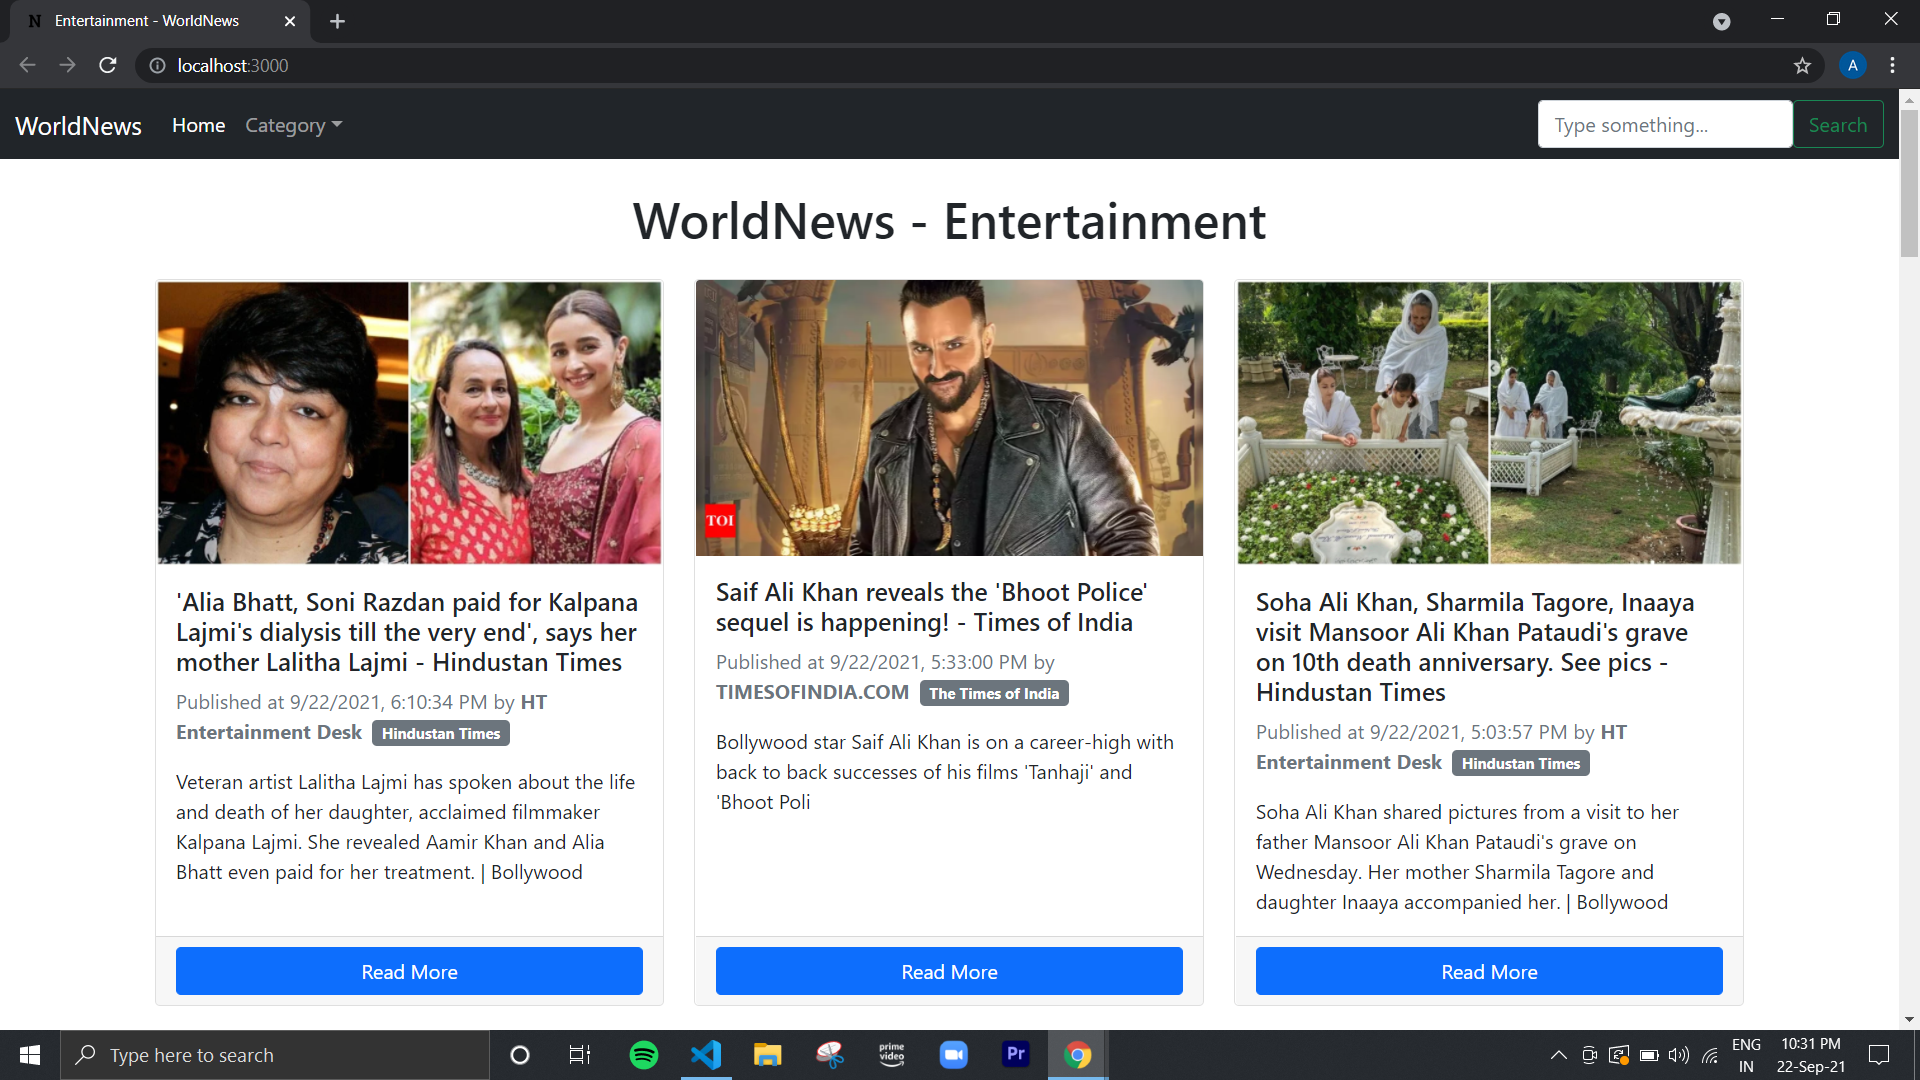 N Entertainment - WorldNews
localhost:3000
A
WorldNews Home Category Type something... Search
WorldNews - Entertainment
TOI
'Alia Bhatt, Soni Razdan paid for Kalpana
Lajmi's dialysis till the very end', says her
mother Lalitha Lajmi - Hindustan Times
Published at 9/22/2021, 6:10:34 PM by HT
Entertainment Desk Hindustan Times
Veteran artist Lalitha Lajmi has spoken about the life
and death of her daughter, acclaimed filmmaker
Kalpana Lajmi. She revealed Aamir Khan and Alia
Bhatt even paid for her treatment. | Bollywood
Read More
Saif Ali Khan reveals the 'Bhoot Police'
sequel is happening! - Times of India
Published at 9/22/2021, 5:33:00 PM by
TIMESOFINDIA.COM The Times of India
Bollywood star Saif Ali Khan is on a career-high with
back to back successes of his films 'Tanhaji' and
'Bhoot Poli
Read More
Soha Ali Khan, Sharmila Tagore, Inaaya
visit Mansoor Ali Khan Pataudi's grave
on 10th death anniversary. See pics -
Hindustan Times
Published at 9/22/2021, 5:03:57 PM by HT
Entertainment Desk Hindustan Times
Soha Ali Khan shared pictures from a visit to her
father Mansoor Ali Khan Pataudi's grave on
Wednesday. Her mother Sharmila Tagore and
daughter Inaaya accompanied her. | Bollywood
Read More
Type here to search
prime
video
Pr
ENG
IN
10:31 PM
22-Sep-21